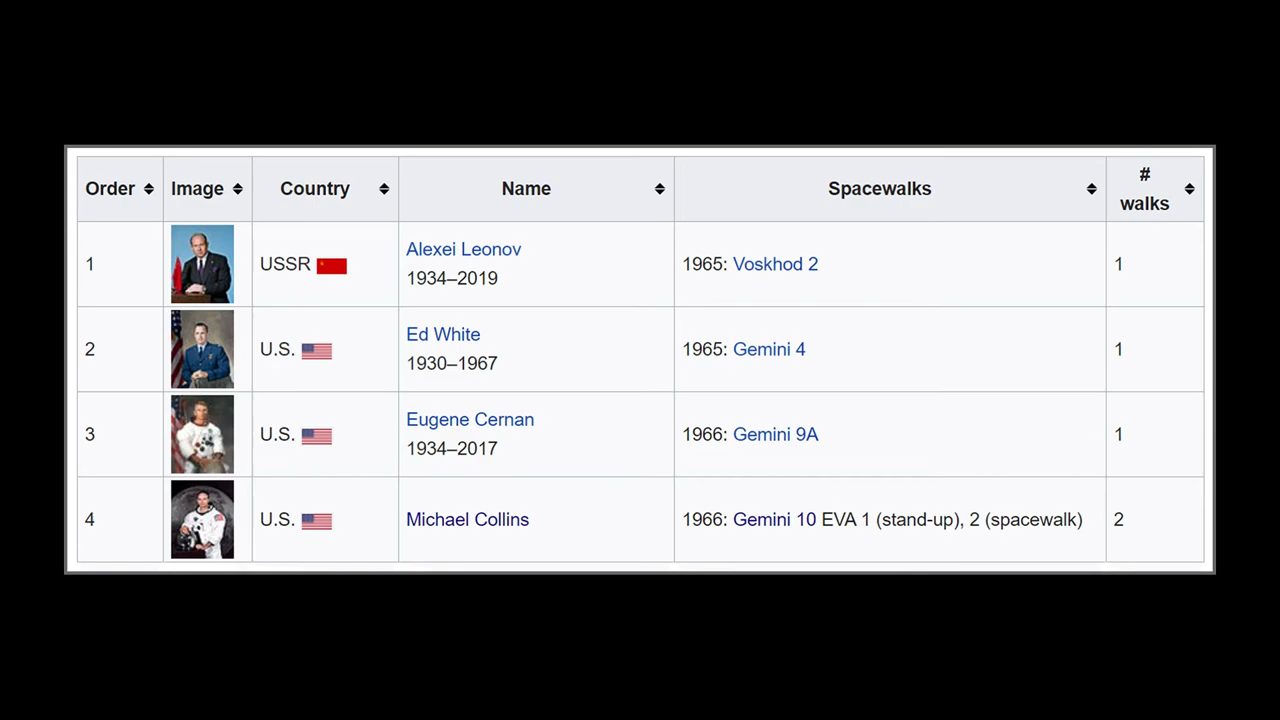 Order Image Country Name Spacewalks # walks
1 USSR Alexei Leonov 1934–2019 1965: Voskhod 2 1
2 U.S. Ed White 1930–1967 1965: Gemini 4 1
3 U.S. Eugene Cernan 1934–2017 1966: Gemini 9A 1
4 U.S. Michael Collins 1966: Gemini 10 EVA 1 (stand-up), 2 (spacewalk) 2